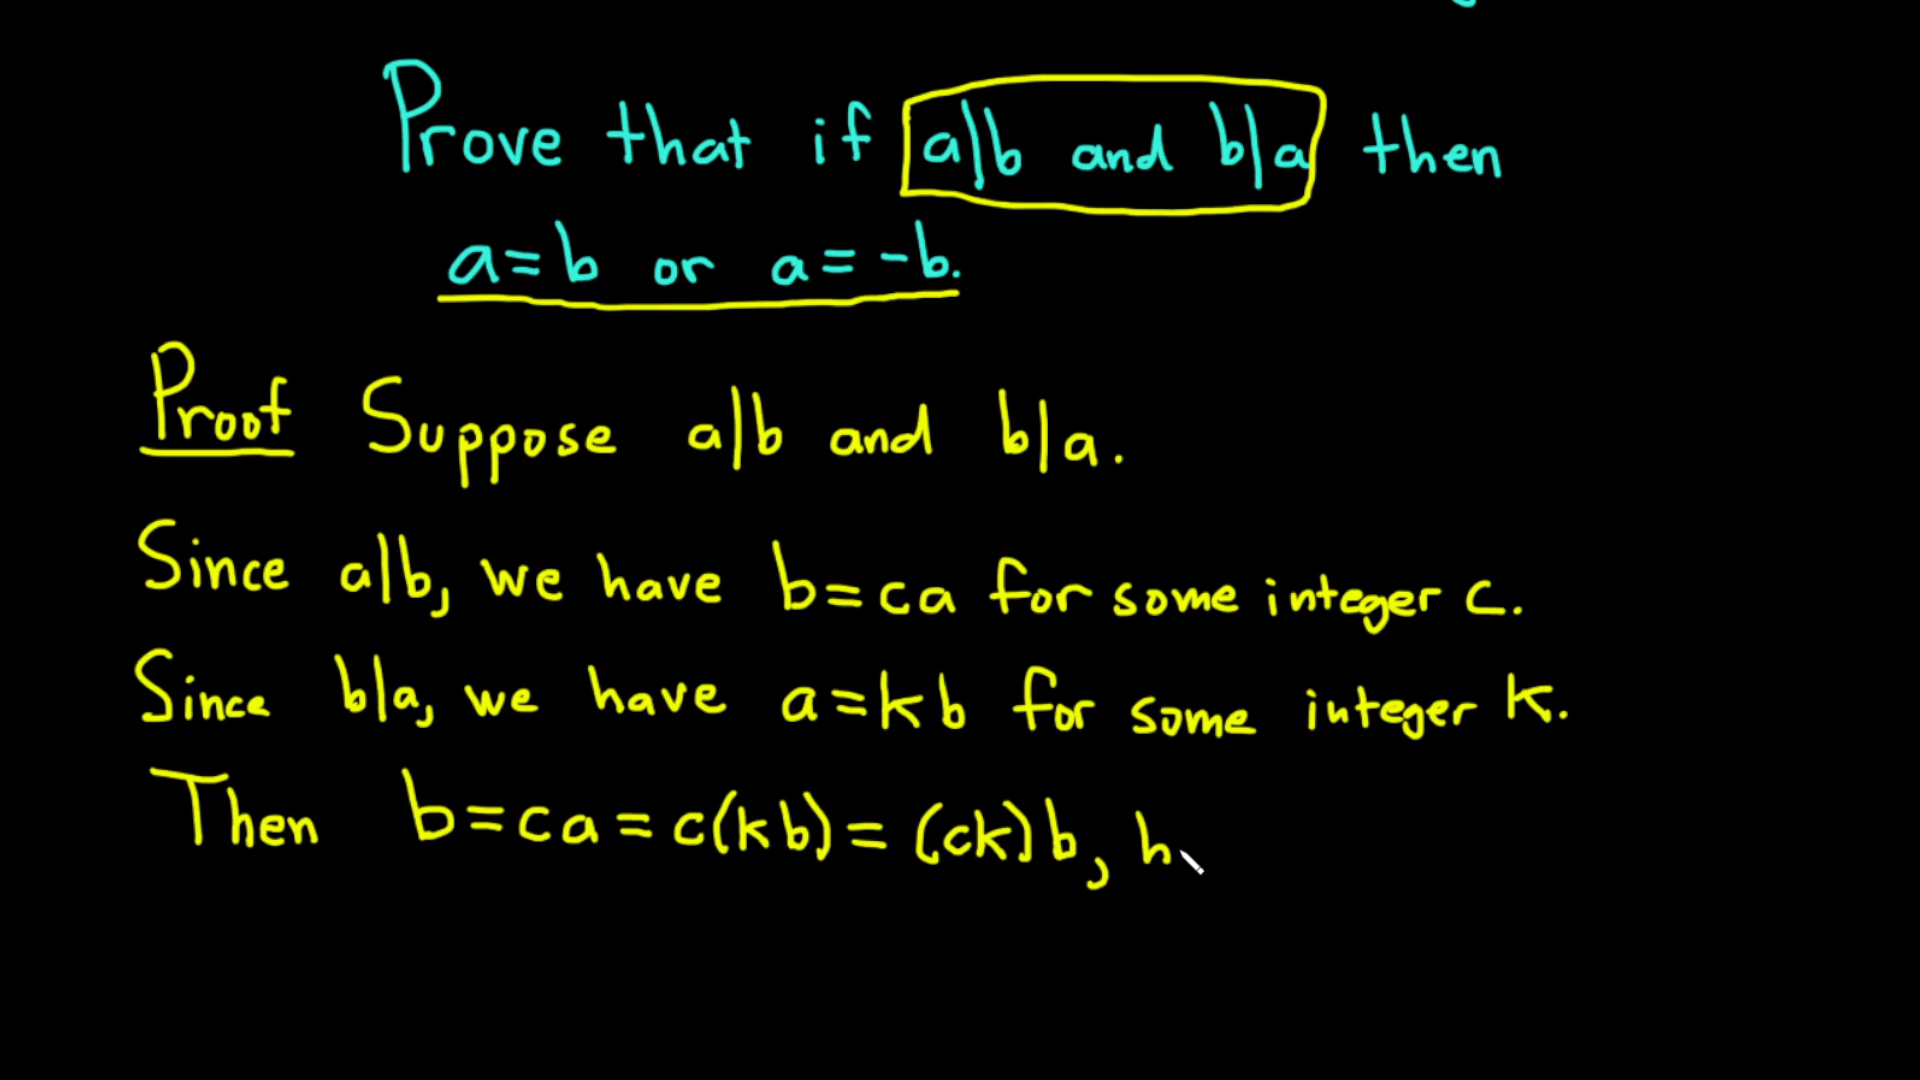 Prove that if a|b and b|a then
a=b or a=-b.
Proof Suppose a|b and b|a.
Since a|b, we have b=ca for some integer c.
Since b|a, we have a=kb for some integer K.
Then b=ca=c(kb)=(ck)b, h